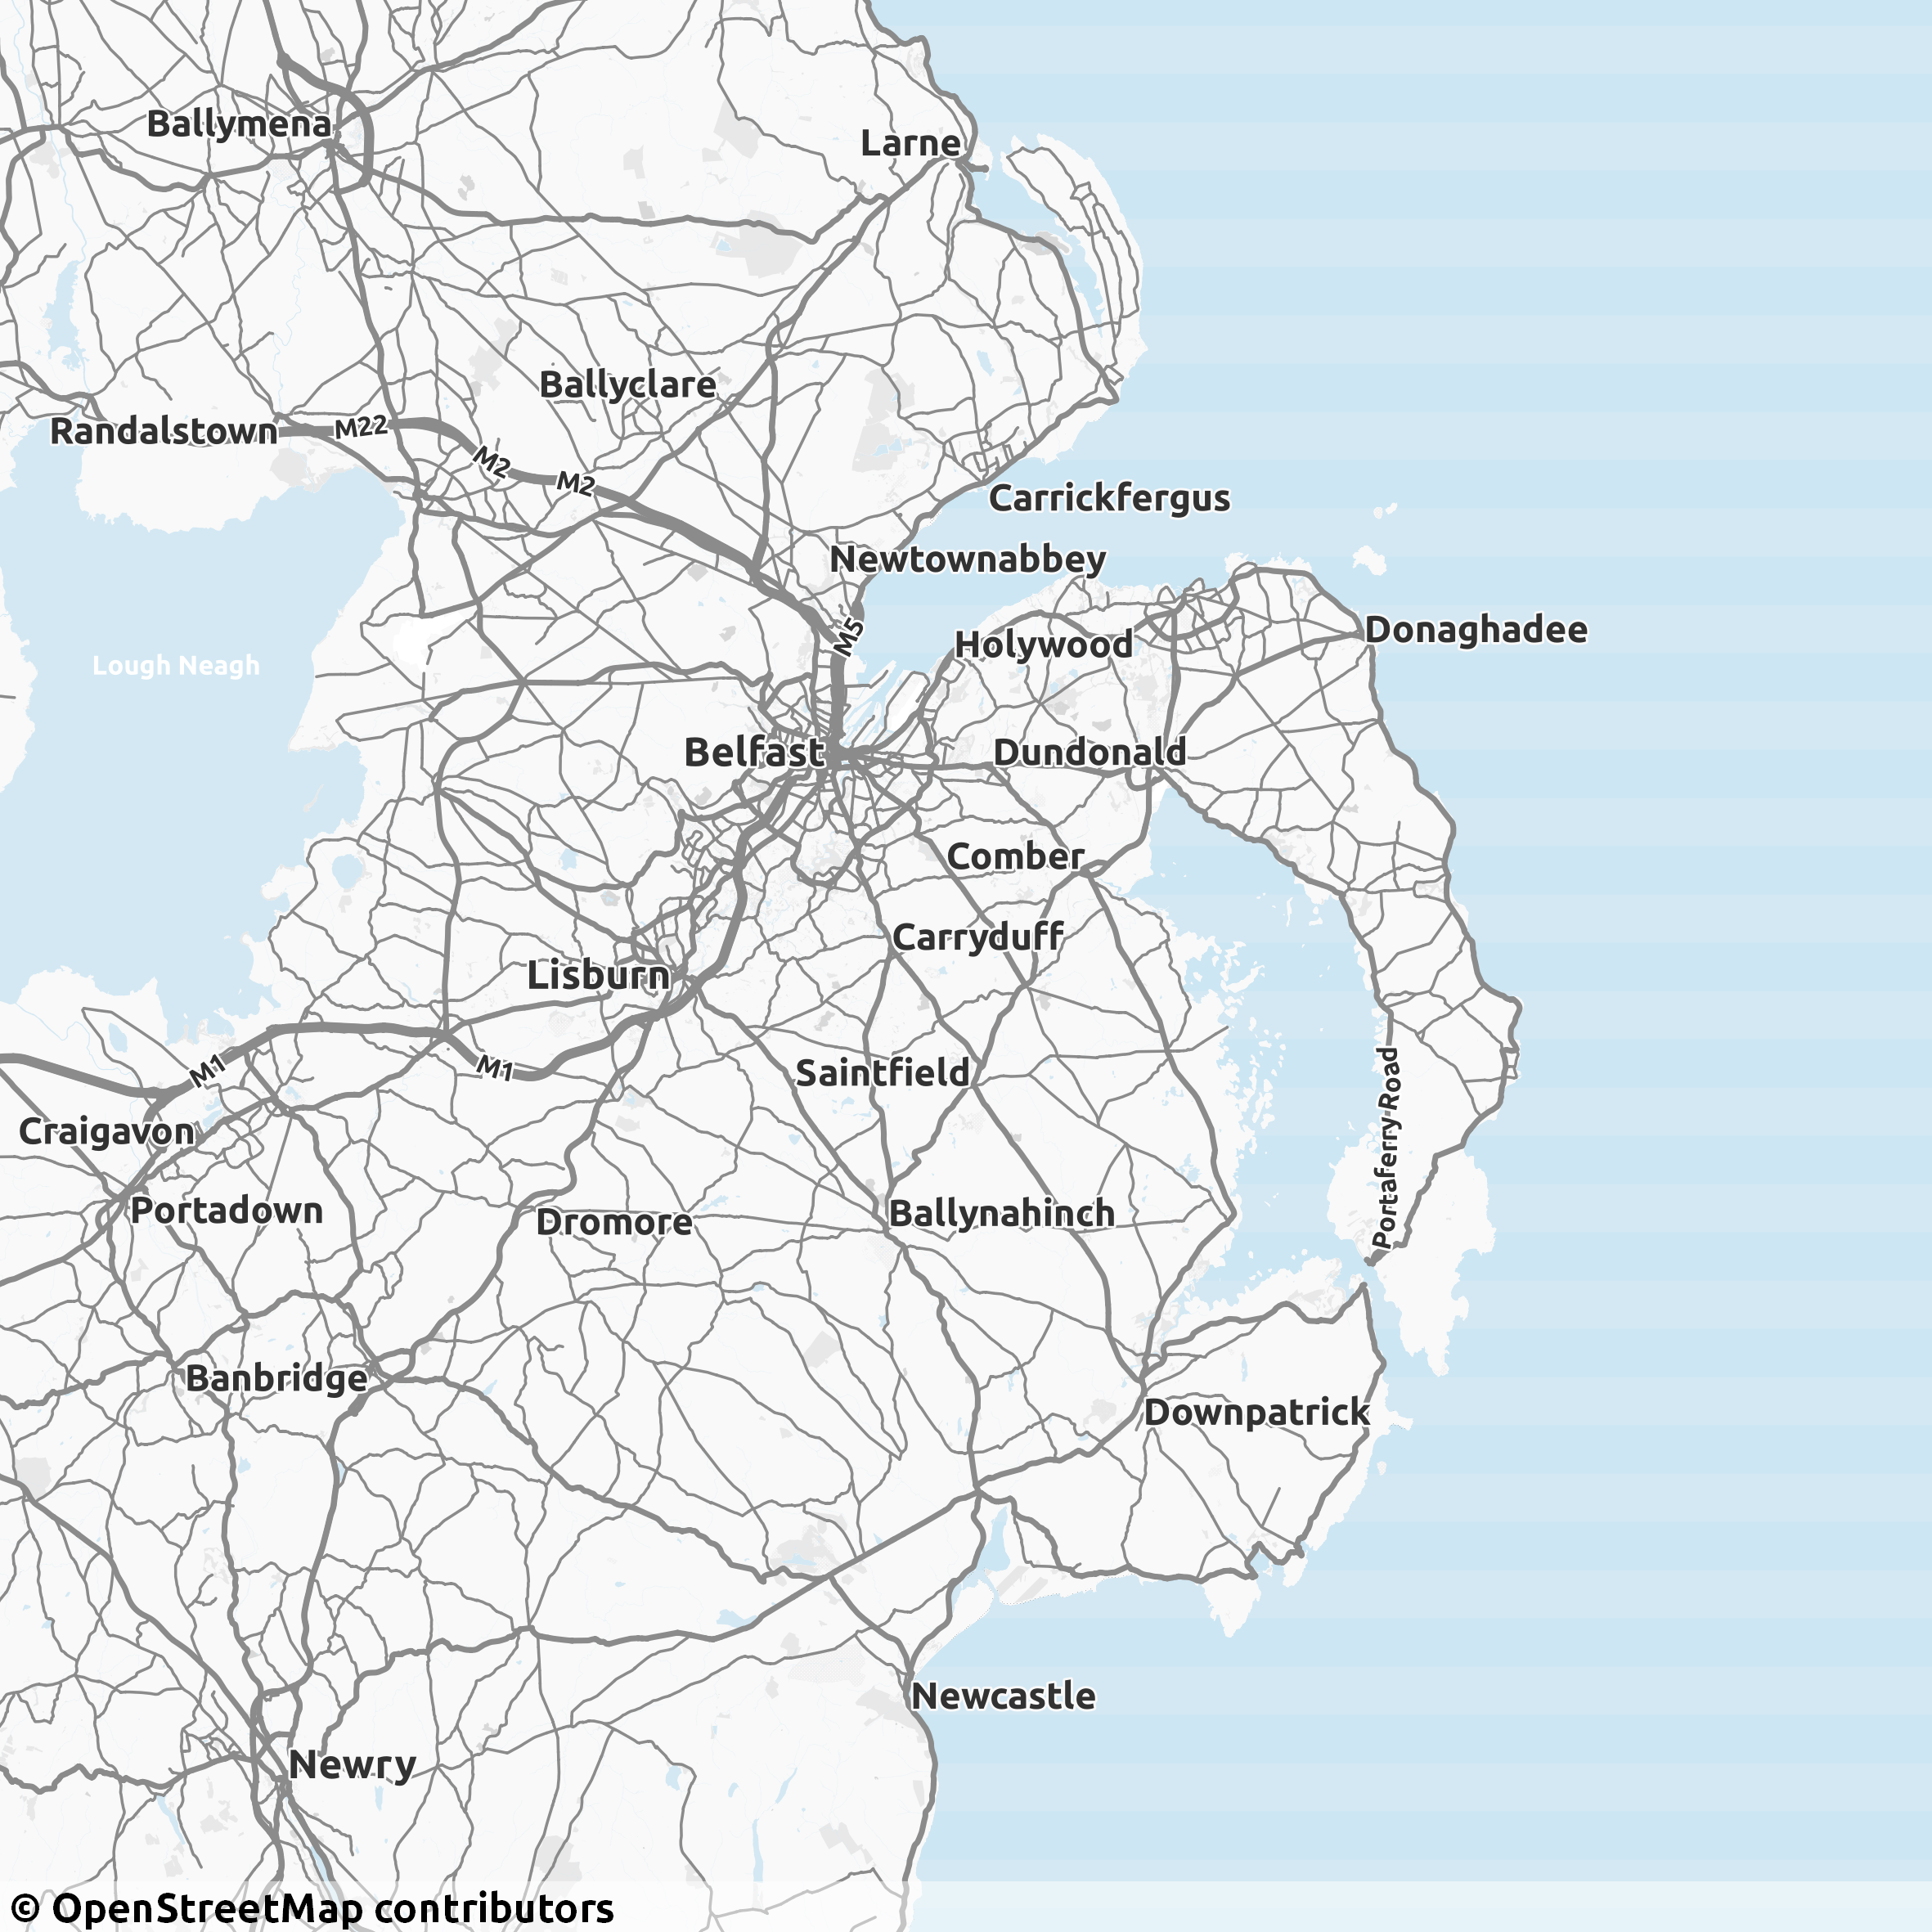 Ballymena
Larne
Ballyclare
Randalstown
M22
M2
M2
Carrickfergus
Newtownabbey
M5
Donaghadee
Holywood
Lough Neagh
Belfast
Dundonald
Comber
Carryduff
Lisburn
M1
M1
Saintfield
Portaferry Road
Craigavon
Portadown
Dromore
Ballynahinch
Banbridge
Downpatrick
Newcastle
Newry
© OpenStreetMap contributors